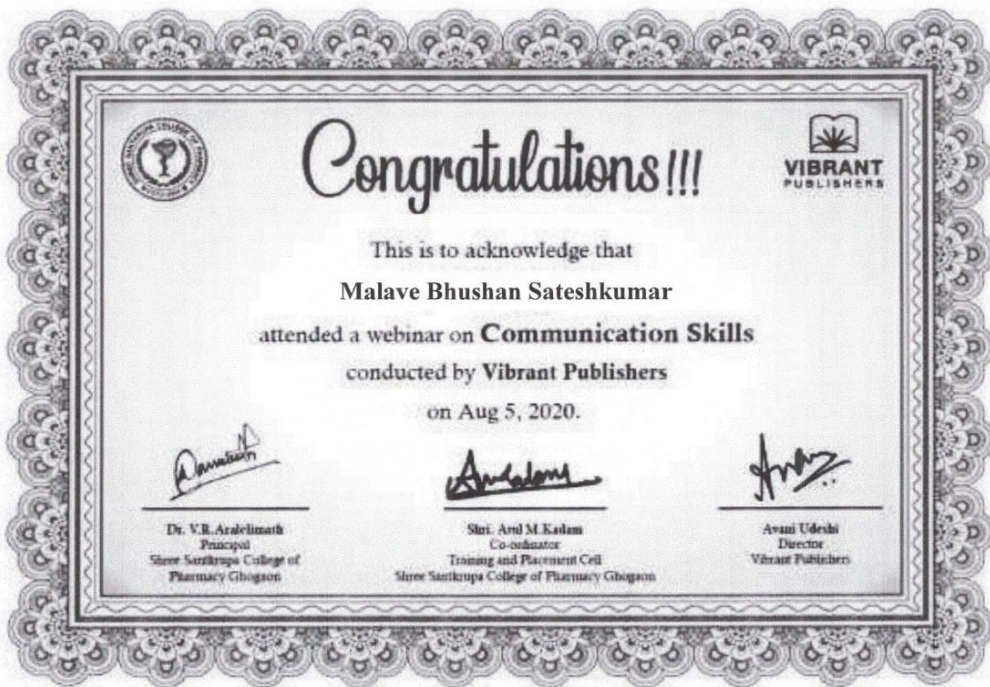 Congratulations!!!
VIBRANT
PUBLISHERS
This is to acknowledge that
Malave Bhushan Sateshkumar
attended a webinar on Communication Skills
conducted by Vibrant Publishers
on Aug 5, 2020.
Dr. V.R. Aralelimath
Principal
Shree Santkrupa College of
Pharmacy Ghogaon
Shri. Amul M.Kadam
Co-ordinator
Training and Placement Cell
Shree Santkrupa College of Pharmacy Ghogaon
Avani Udeshi
Director
Vibrant Publishers